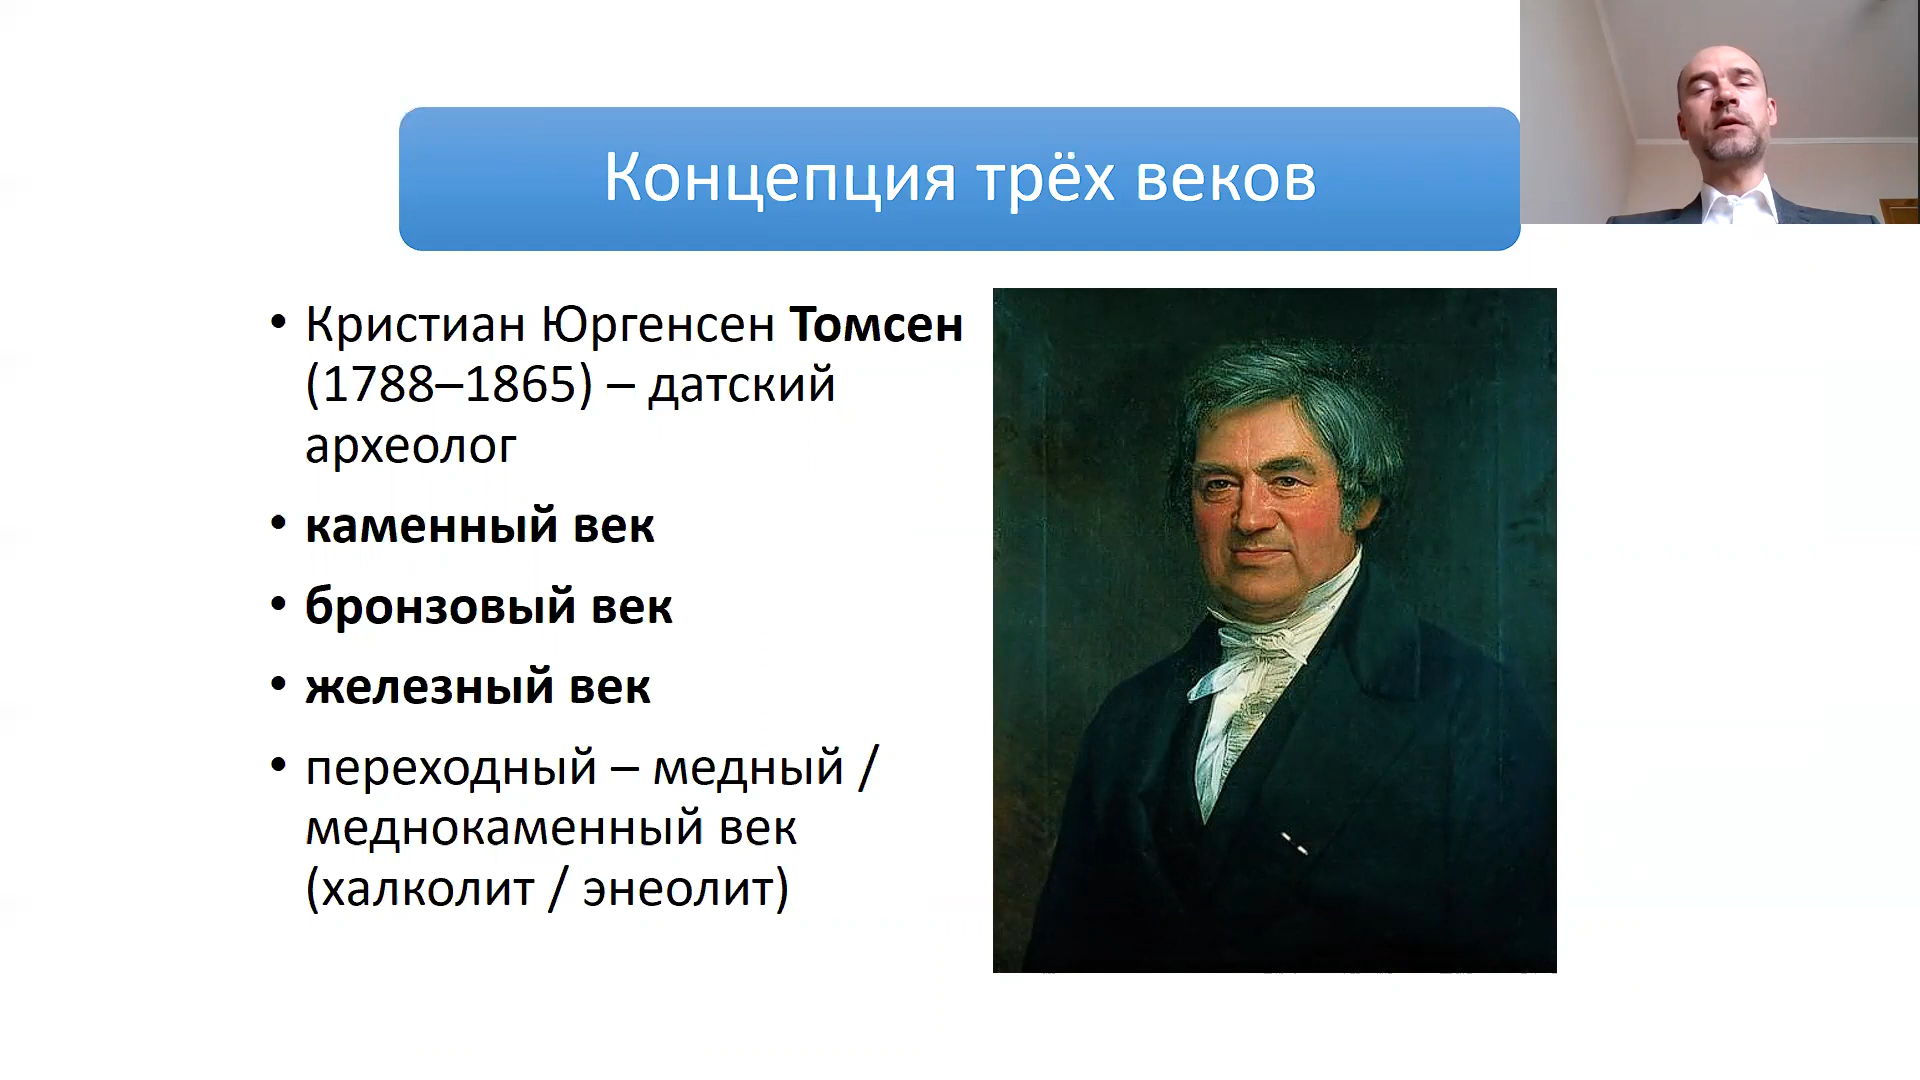 Концепция трёх веков
• Кристиан Юргенсен Томсен
(1788–1865) – датский
археолог
• каменный век
• бронзовый век
• железный век
• переходный – медный /
меднокаменный век
(халколит / энеолит)